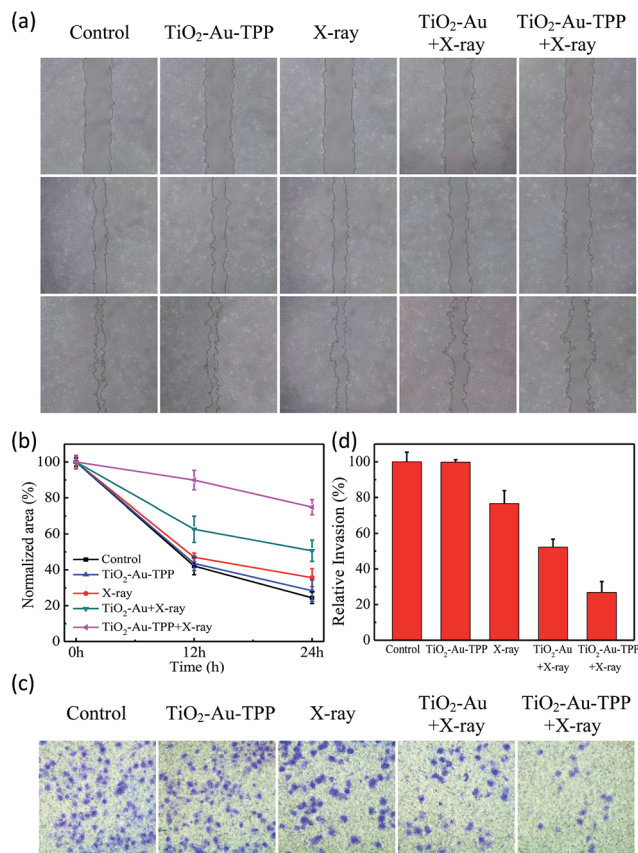 (a)
Control
TiO₂-Au-TPP
X-ray
TiO₂-Au
+X-ray
TiO₂-Au-TPP
+X-ray
(b)
Normalized area (%)
100
80
60
40
20
0
Control
TiO₂-Au-TPP
X-ray
TiO₂-Au+X-ray
TiO₂-Au-TPP+X-ray
0h
12h
24h
Time (h)
(d)
Relative Invasion (%)
100
80
60
40
20
0
Control
TiO₂-Au-TPP
X-ray
TiO₂-Au
+X-ray
TiO₂-Au-TPP
+X-ray
(c)
Control
TiO₂-Au-TPP
X-ray
TiO₂-Au
+X-ray
TiO₂-Au-TPP
+X-ray